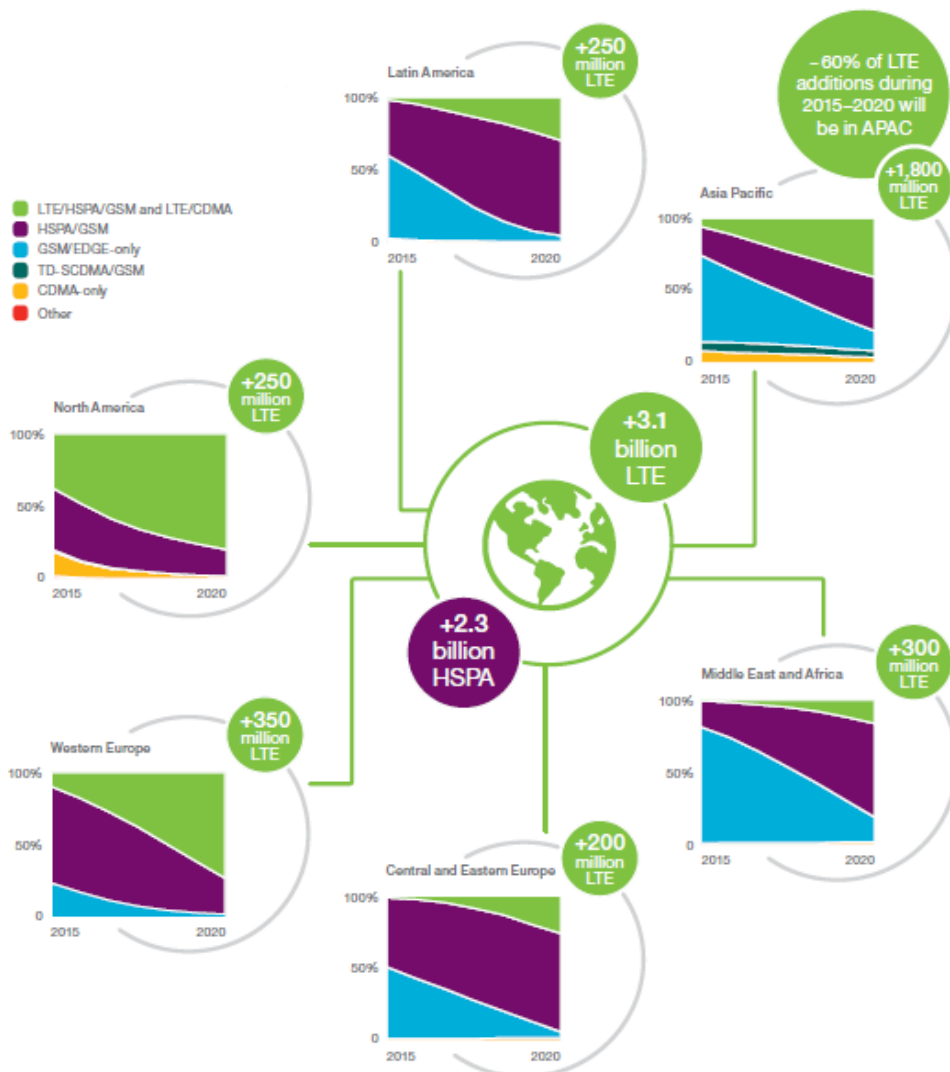 +250
million
LTE
Latin America
100%
50%
0
2015
2020
~60% of LTE
additions during
2015–2020 will
be in APAC
+1,800
million
LTE
Asia Pacific
100%
50%
0
2015
2020
LTE/HSPA/GSM and LTE/CDMA
HSPA/GSM
GSM/EDGE-only
TD-SCDMA/GSM
CDMA-only
Other
+250
million
LTE
North America
100%
50%
0
2015
2020
+3.1
billion
LTE
+2.3
billion
HSPA
+300
million
LTE
Middle East and Africa
100%
50%
0
2015
2020
+350
million
LTE
Western Europe
100%
50%
0
2015
2020
+200
million
LTE
Central and Eastern Europe
100%
50%
0
2015
2020